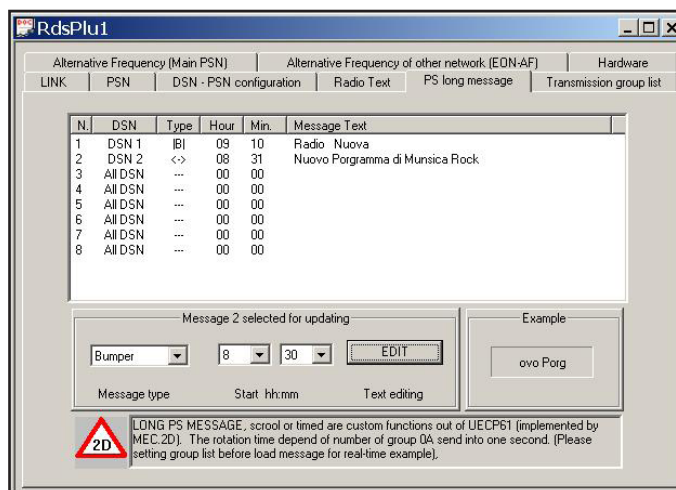 RdsPlu1
Alternative Frequency (Main PSN) Alternative Frequency of other network (EON-AF) Hardware
LINK PSN DSN - PSN configuration Radio Text PS long message Transmission group list
N. DSN Type Hour Min. Message Text
1 DSN 1 |B| 09 10 Radio Nuova
2 DSN 2 <-> 08 31 Nuovo Porgramma di Munsica Rock
3 All DSN --- 00 00
4 All DSN --- 00 00
5 All DSN --- 00 00
6 All DSN --- 00 00
7 All DSN --- 00 00
8 All DSN --- 00 00
Message 2 selected for updating Example
Bumper 8 30 EDIT ovo Porg
Message type Start hh:mm Text editing
2D
LONG PS MESSAGE, scrool or timed are custom functions out of UECP61 (implemented by
MEC.2D). The rotation time depend of number of group 0A send into one second. (Please
setting group list before load message for real-time example),